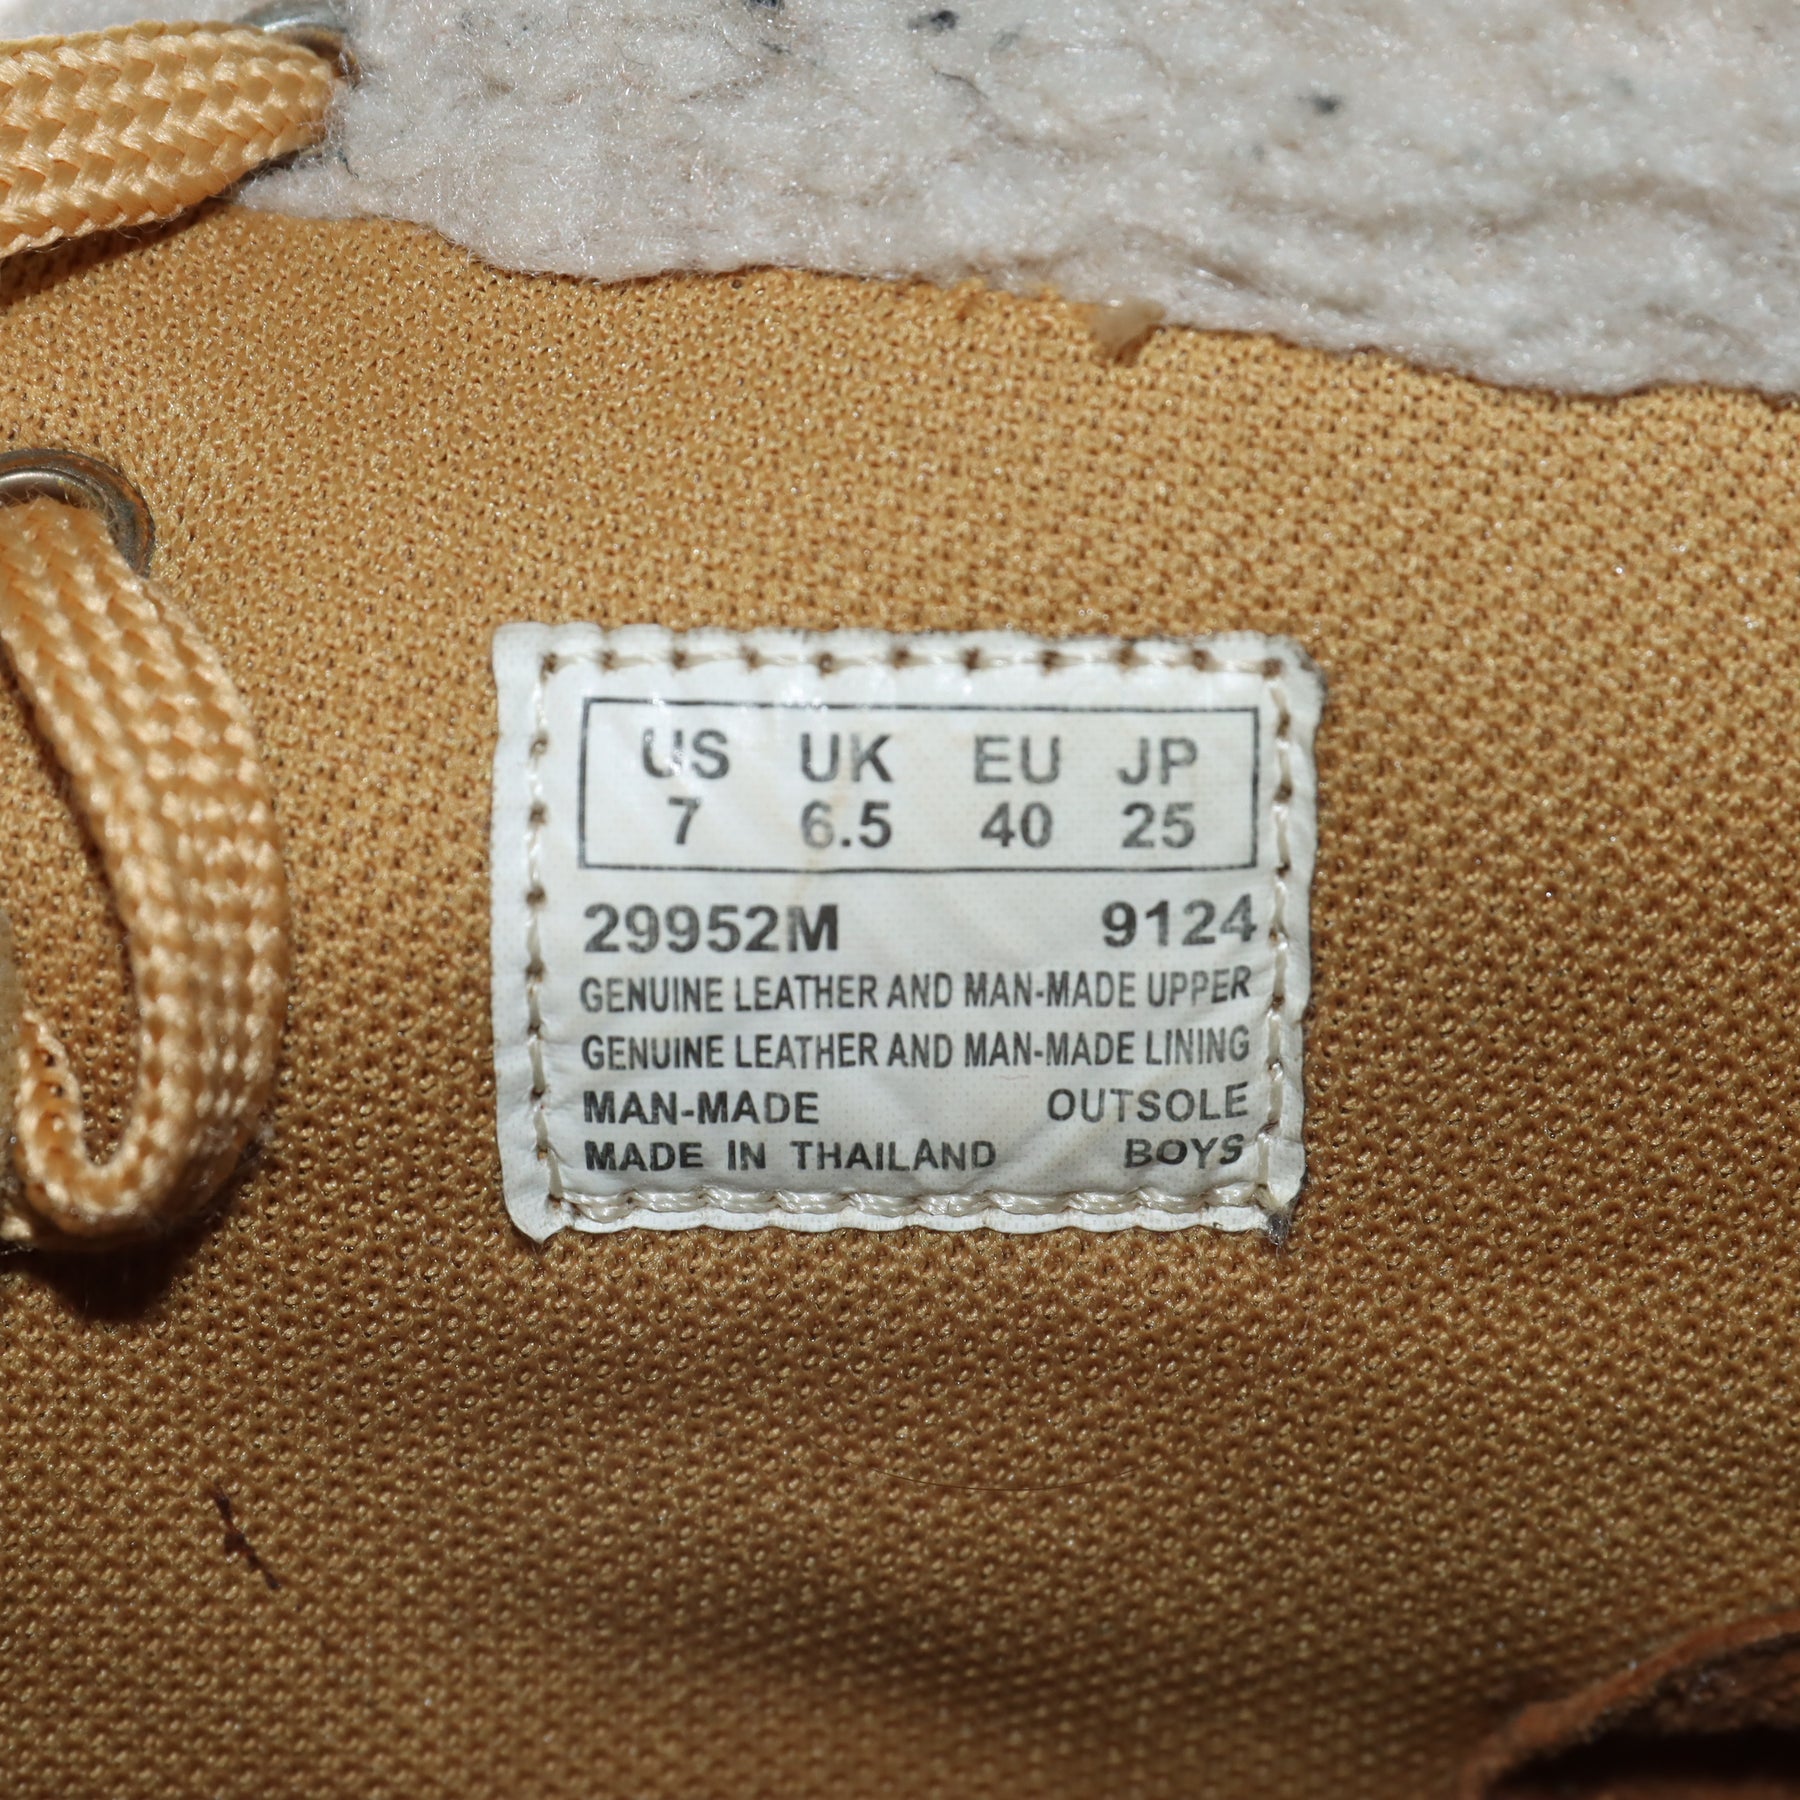 US UK EU JP
7 6.5 40 25
29952M 9124
GENUINE LEATHER AND MAN-MADE UPPER
GENUINE LEATHER AND MAN-MADE LINING
MAN-MADE OUTSOLE
MADE IN THAILAND BOYS